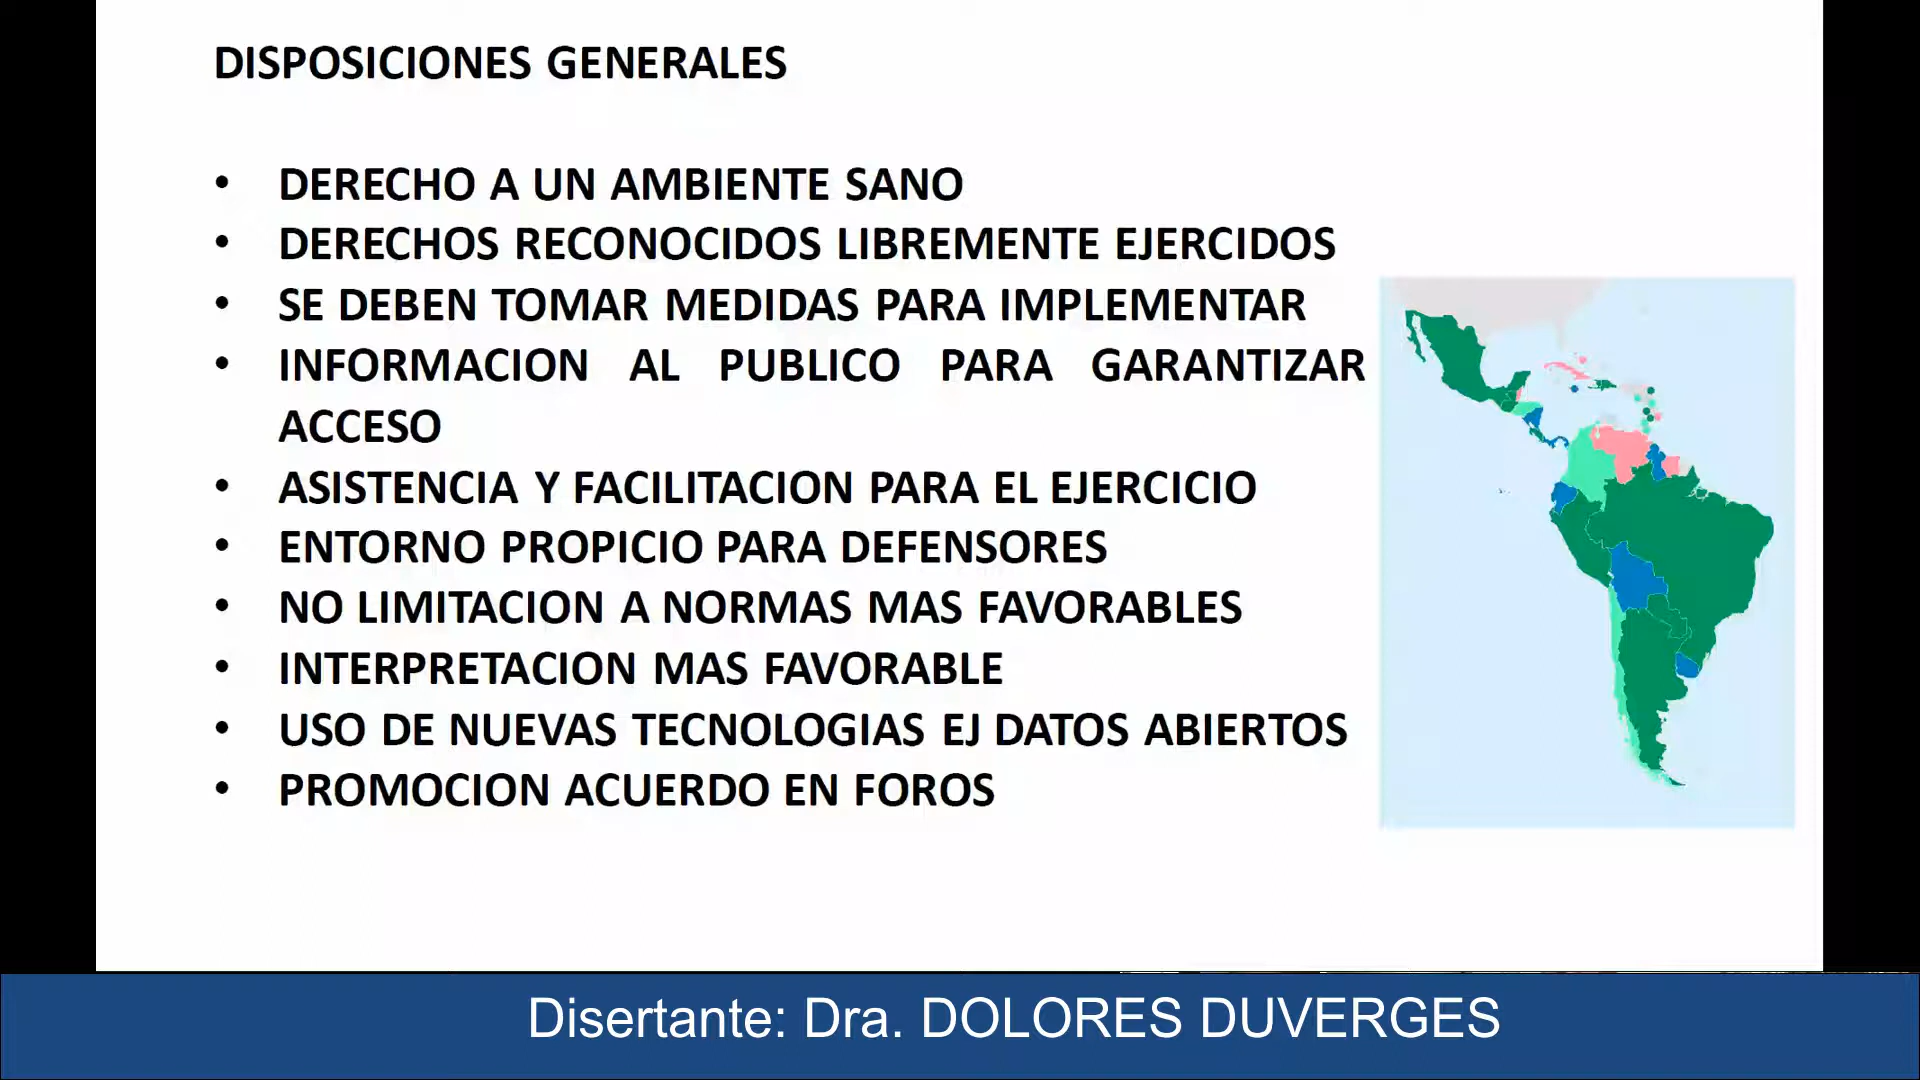 DISPOSICIONES GENERALES
• DERECHO A UN AMBIENTE SANO
• DERECHOS RECONOCIDOS LIBREMENTE EJERCIDOS
• SE DEBEN TOMAR MEDIDAS PARA IMPLEMENTAR
• INFORMACION AL PUBLICO PARA GARANTIZAR
ACCESO
• ASISTENCIA Y FACILITACION PARA EL EJERCICIO
• ENTORNO PROPICIO PARA DEFENSORES
• NO LIMITACION A NORMAS MAS FAVORABLES
• INTERPRETACION MAS FAVORABLE
• USO DE NUEVAS TECNOLOGIAS EJ DATOS ABIERTOS
• PROMOCION ACUERDO EN FOROS
Disertante: Dra. DOLORES DUVERGES